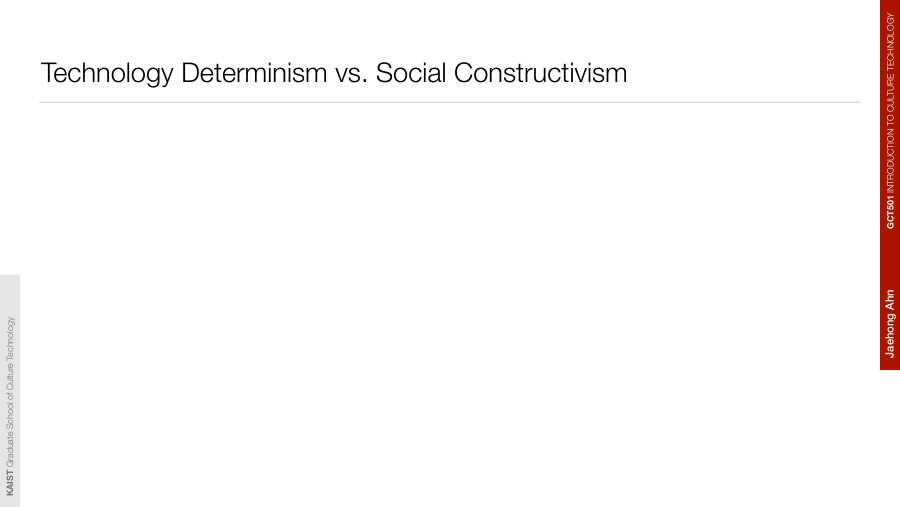 Technology Determinism vs. Social Constructivism
GCT501 INTRODUCTION TO CULTURE TECHNOLOGY
Jaehong Ahn
KAIST Graduate School of Culture Technology